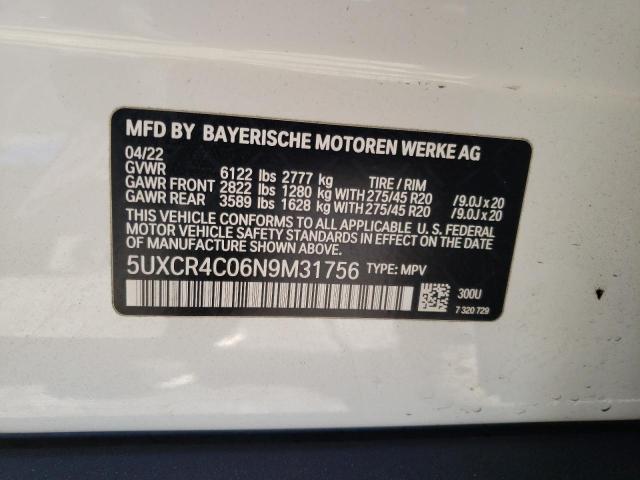 MFD BY BAYERISCHE MOTOREN WERKE AG
04/22
GVWR 6122 lbs 2777 kg TIRE / RIM
GAWR FRONT 2822 lbs 1280 kg WITH 275/45 R20 /9.0J x 20
GAWR REAR 3589 lbs 1628 kg WITH 275/45 R20 /9.0J x 20
THIS VEHICLE CONFORMS TO ALL APPLICABLE U. S. FEDERAL
MOTOR VEHICLE SAFETY STANDARDS IN EFFECT ON THE
DATE OF MANUFACTURE SHOWN ABOVE.
5UXCR4C06N9M31756 TYPE: MPV
300U
7 320 729